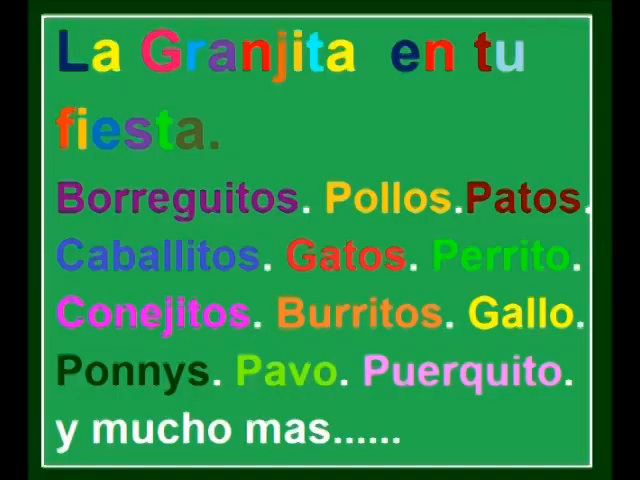 La Granjita en tu
fiesta.
Borreguitos. Pollos.Patos.
Caballitos. Gatos. Perrito.
Conejitos. Burritos. Gallo.
Ponnys. Pavo. Puerquito.
y mucho mas......